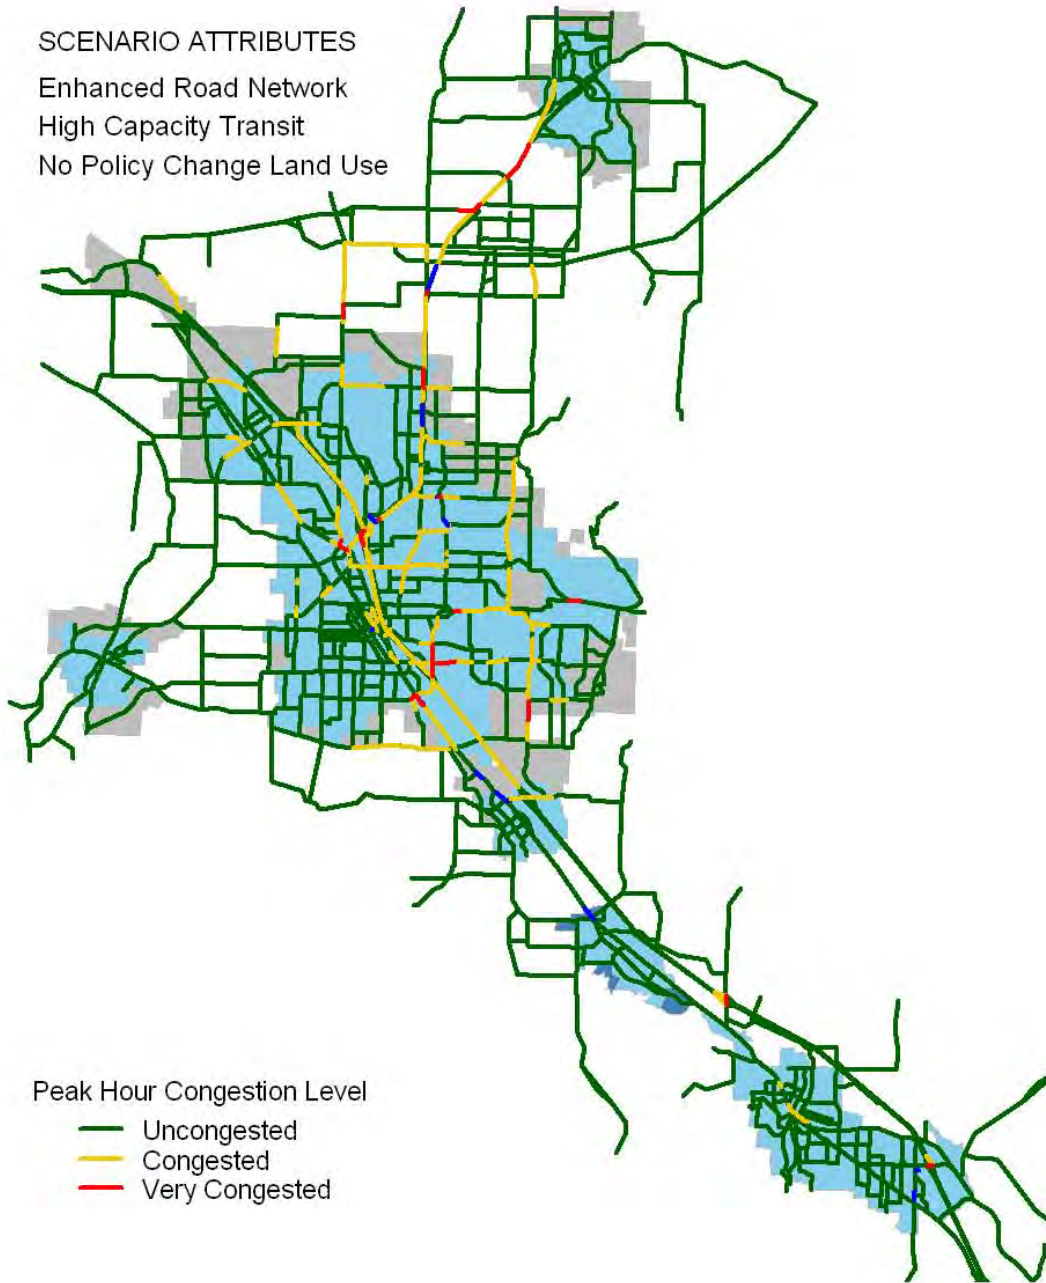 SCENARIO ATTRIBUTES
Enhanced Road Network
High Capacity Transit
No Policy Change Land Use
Peak Hour Congestion Level
Uncongested
Congested
Very Congested